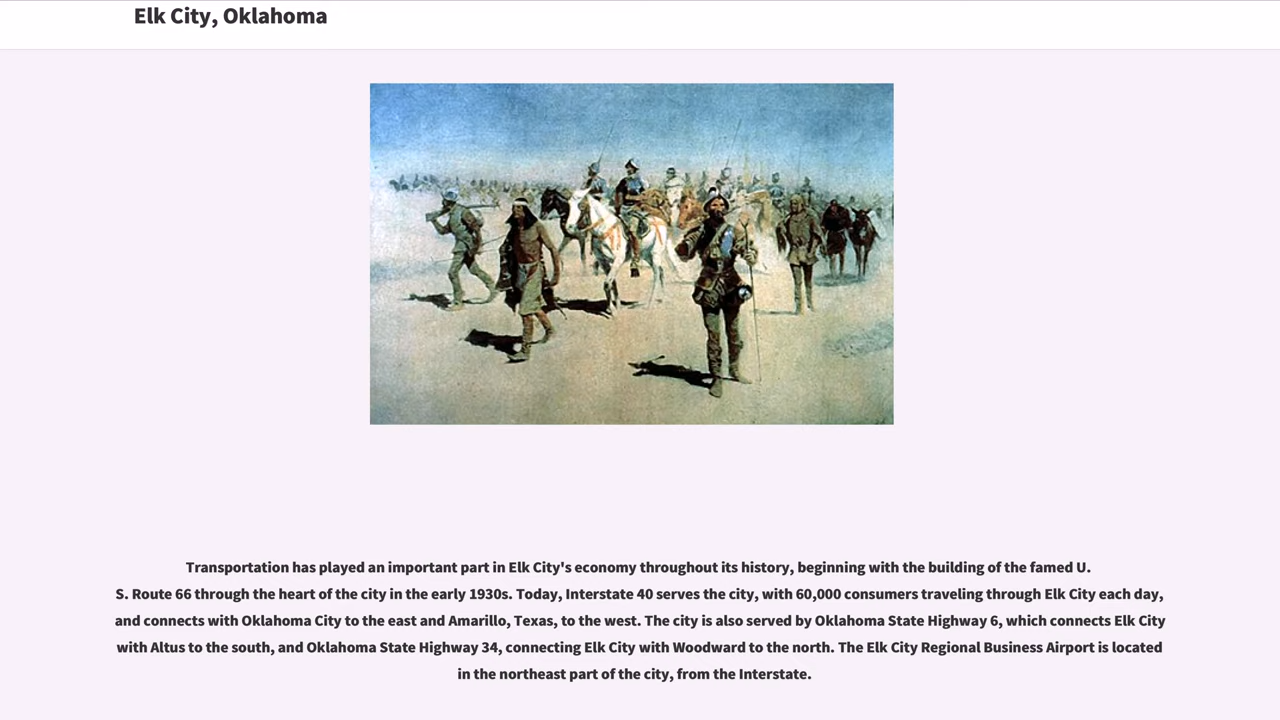 Elk City, Oklahoma
Transportation has played an important part in Elk City's economy throughout its history, beginning with the building of the famed U.
S. Route 66 through the heart of the city in the early 1930s. Today, Interstate 40 serves the city, with 60,000 consumers traveling through Elk City each day,
and connects with Oklahoma City to the east and Amarillo, Texas, to the west. The city is also served by Oklahoma State Highway 6, which connects Elk City
with Altus to the south, and Oklahoma State Highway 34, connecting Elk City with Woodward to the north. The Elk City Regional Business Airport is located
in the northeast part of the city, from the Interstate.